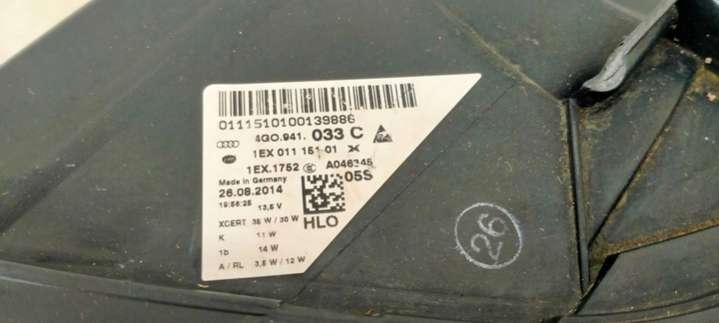 0111510100139886
4G0.941. 033 C
1EX 011 151-01
1EX.1752 A046345
Made in Germany 05S
26.08.2014
19:56:25 13,5 V
XCERT 35 W / 30 W HLO
K 11 W
1b 14 W
A / RL 3,5 W / 12 W
26